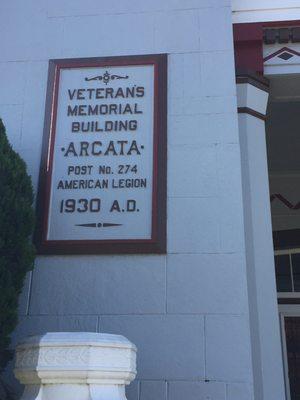 VETERAN'S
MEMORIAL
BUILDING
·ARCATA·
POST NO. 274
AMERICAN LEGION
1930 A.D.